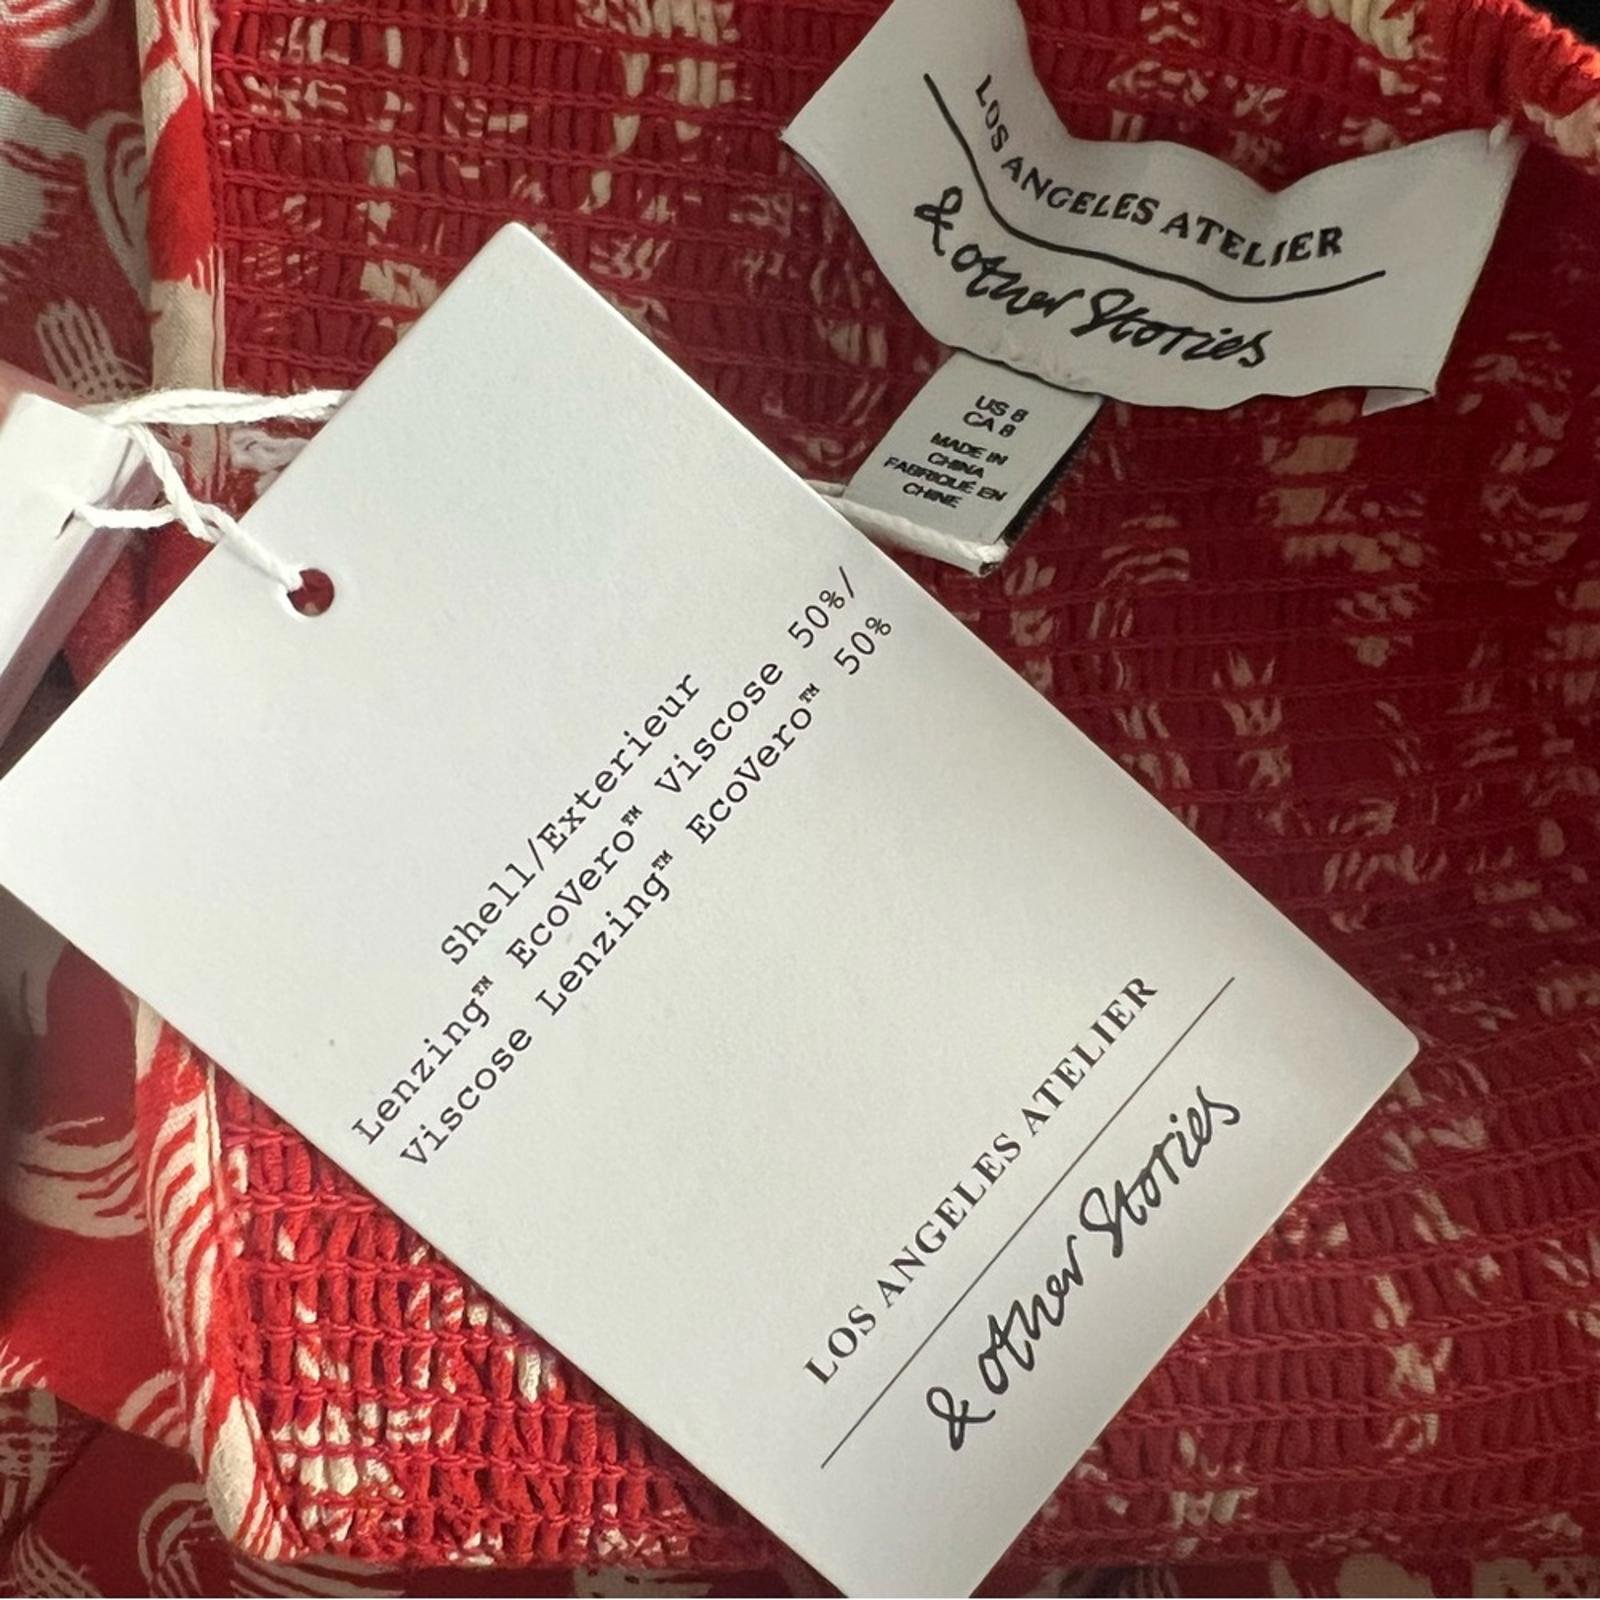 LOS ANGELES ATELIER
& other Stories
US 8
CA 8
MADE IN
CHINA
FABRIQUÉ EN
CHINE
Shell/Exterieur
Lenzing™ EcoVero™ Viscose 50%/
Viscose Lenzing™ EcoVero™ 50%
LOS ANGELES ATELIER
& other Stories